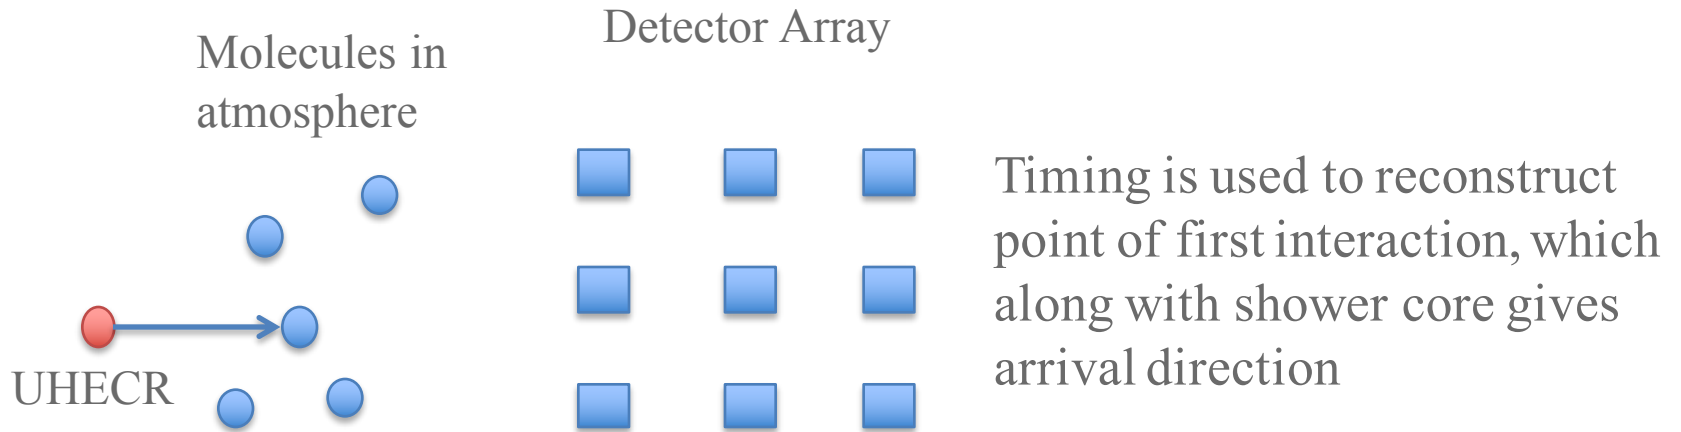 Molecules in
atmosphere
Detector Array
UHECR
Timing is used to reconstruct
point of first interaction, which
along with shower core gives
arrival direction